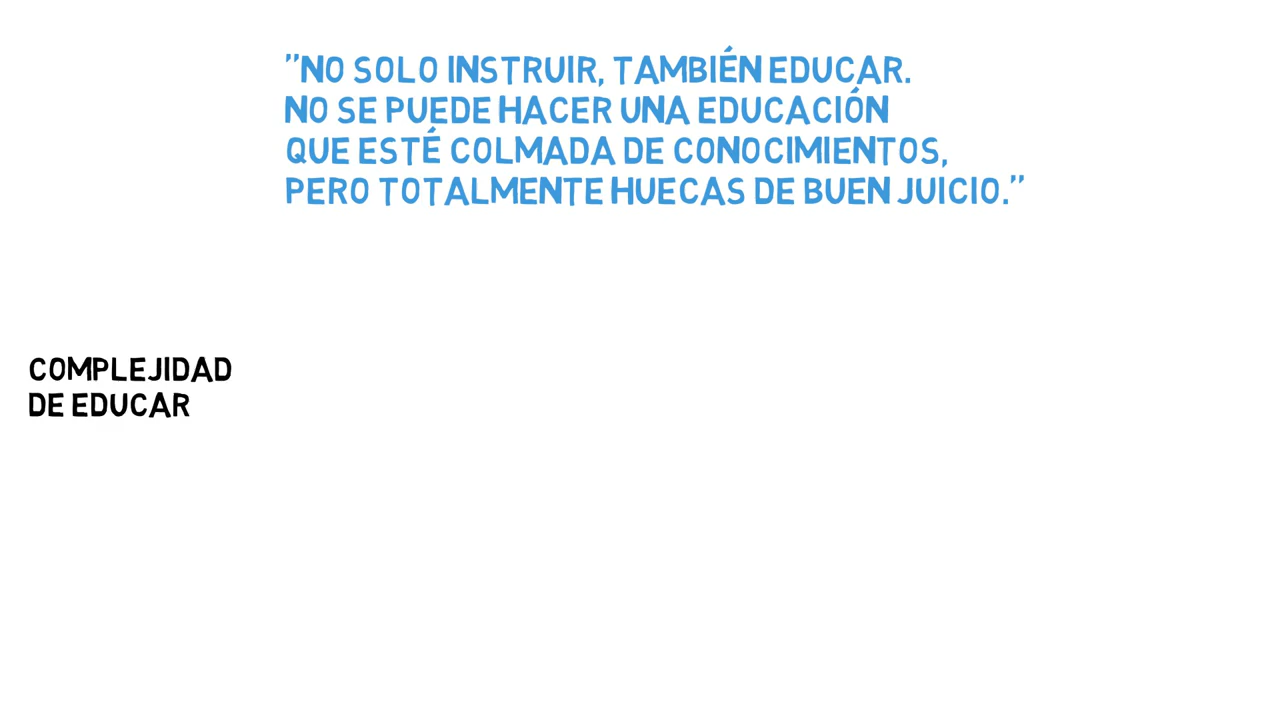 ”NO SOLO INSTRUIR, TAMBIÉN EDUCAR.
NO SE PUEDE HACER UNA EDUCACIÓN
QUE ESTÉ COLMADA DE CONOCIMIENTOS,
PERO TOTALMENTE HUECAS DE BUEN JUICIO.”
COMPLEJIDAD
DE EDUCAR